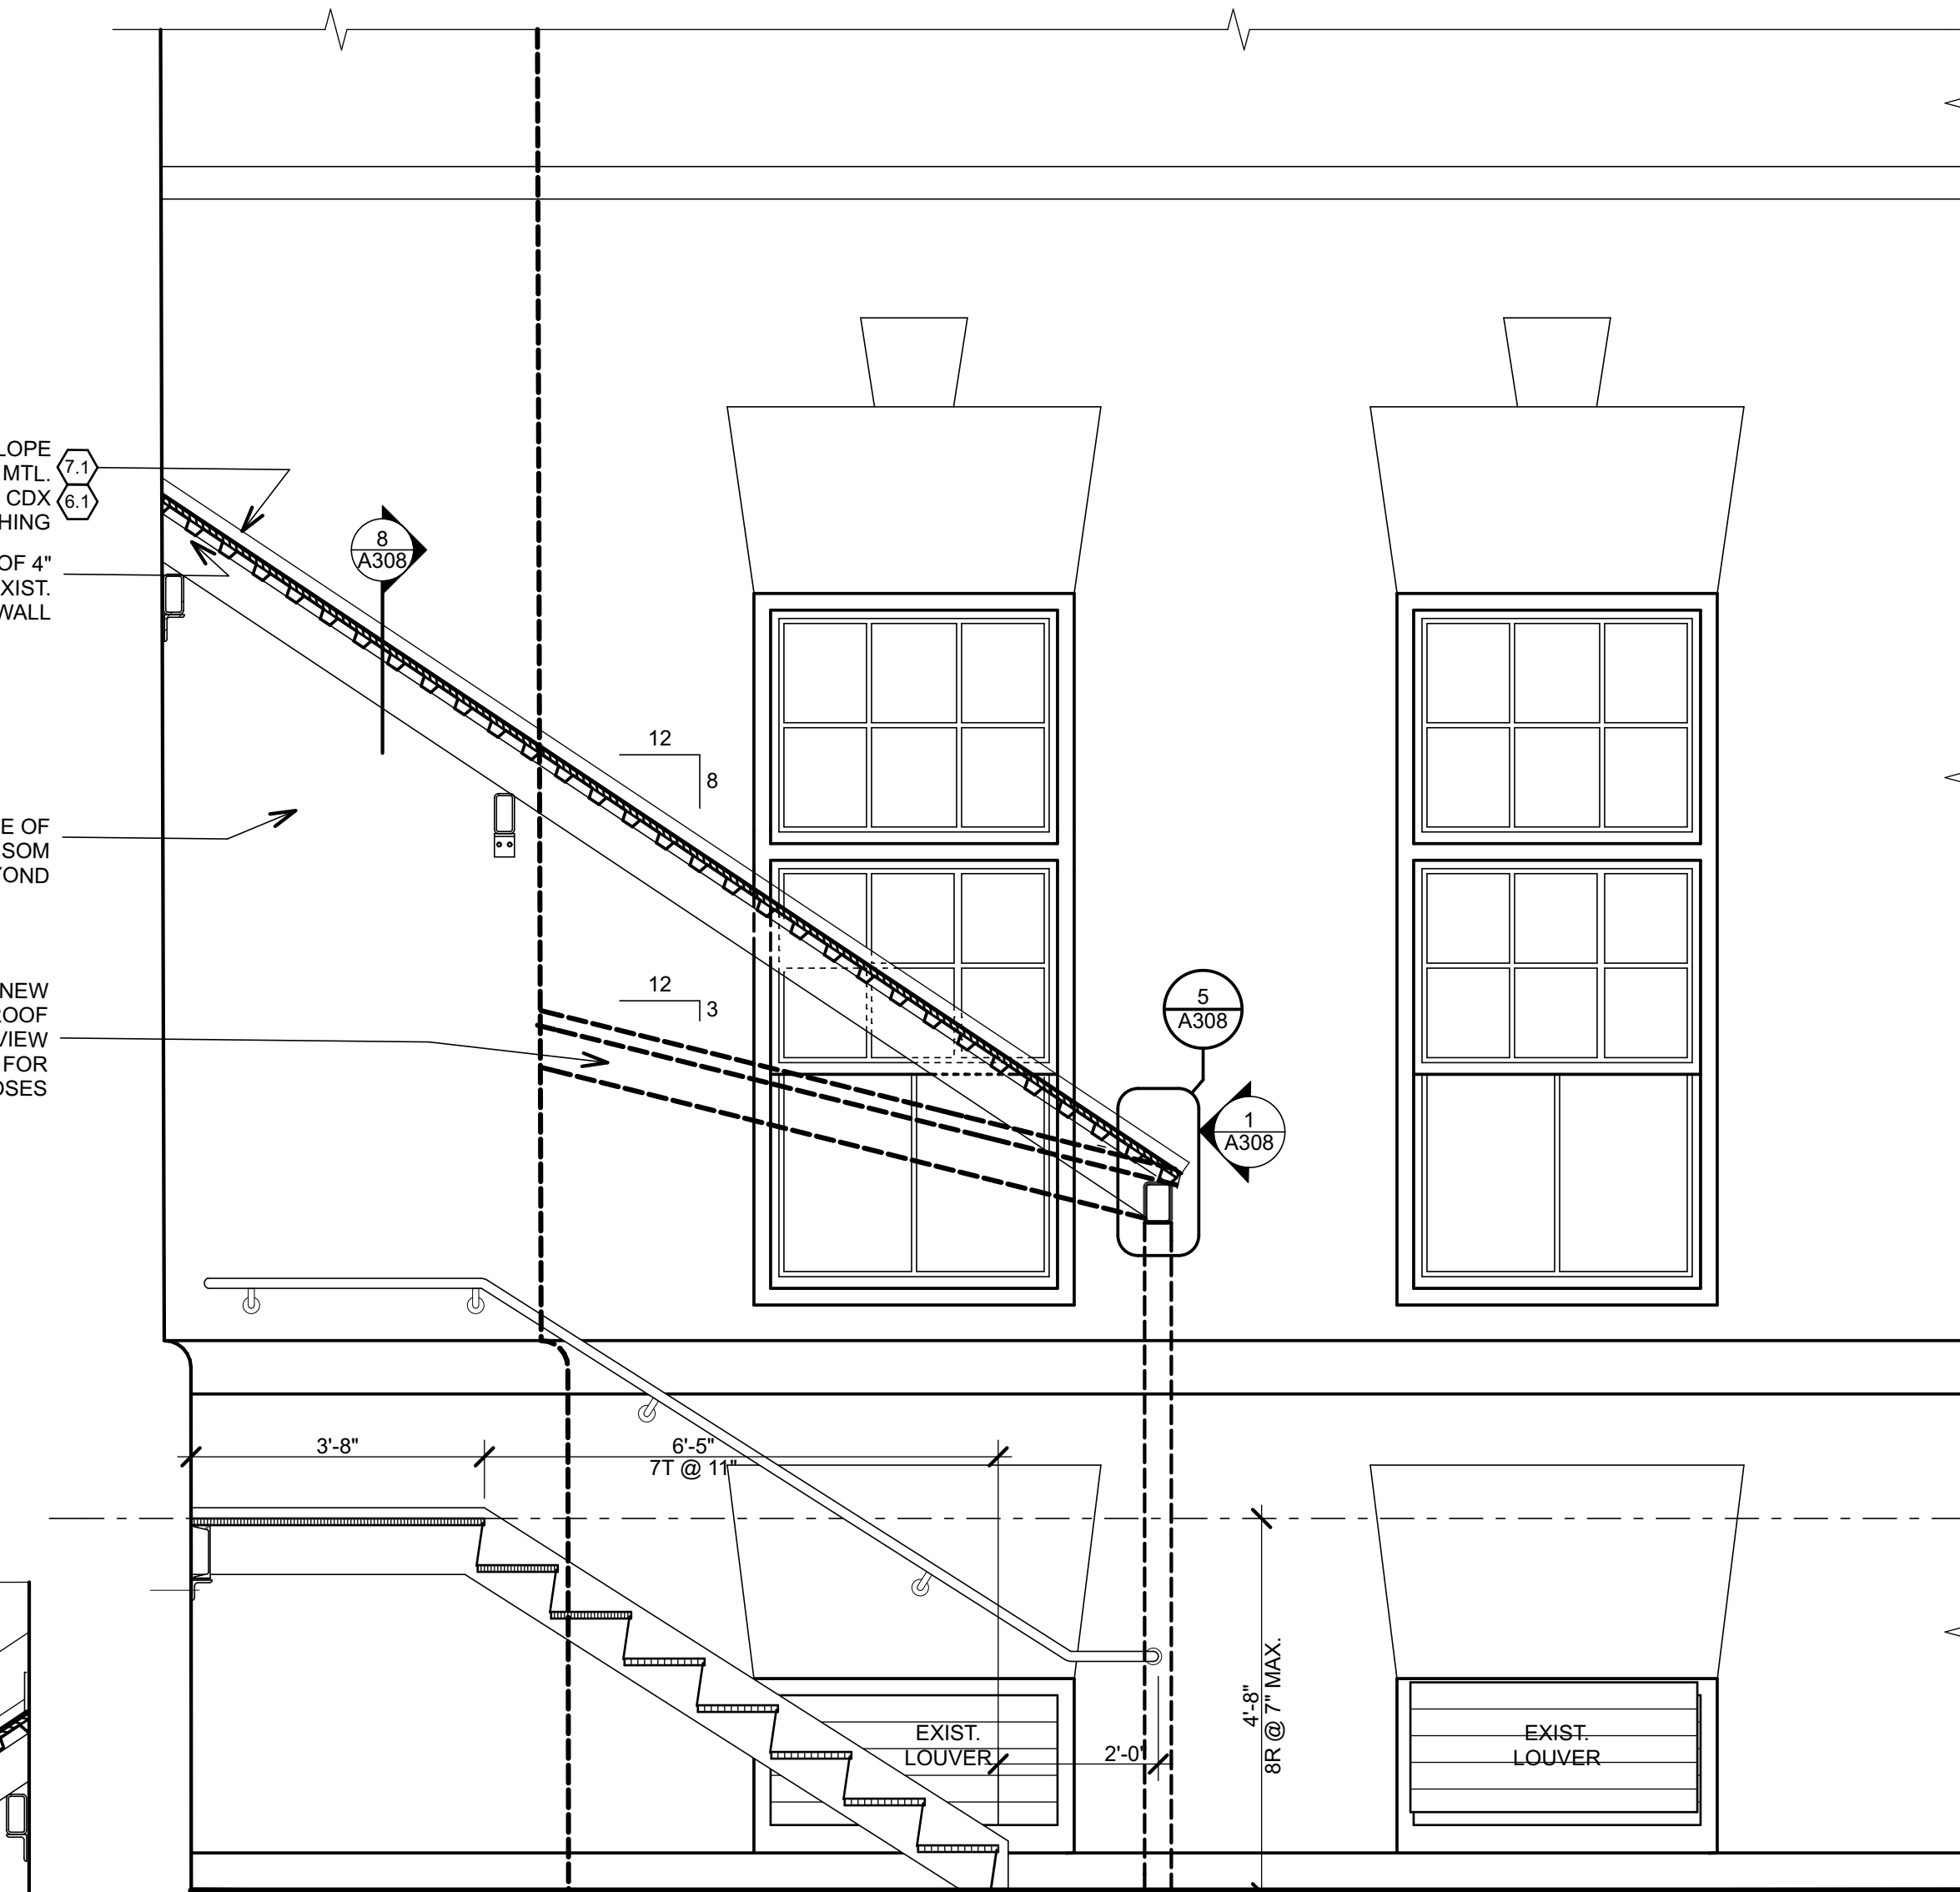 LOPE
MTL.
CDX
HING
7.1
6.1
OF 4"
XIST.
WALL
8
A308
12
8
E OF
SOM
YOND
NEW
ROOF
VIEW
FOR
OSES
12
3
5
A308
1
A308
3'-8"
6'-5"
7T @ 11"
4'-8"
8R @ 7" MAX.
EXIST.
LOUVER
2'-0"
EXIST.
LOUVER